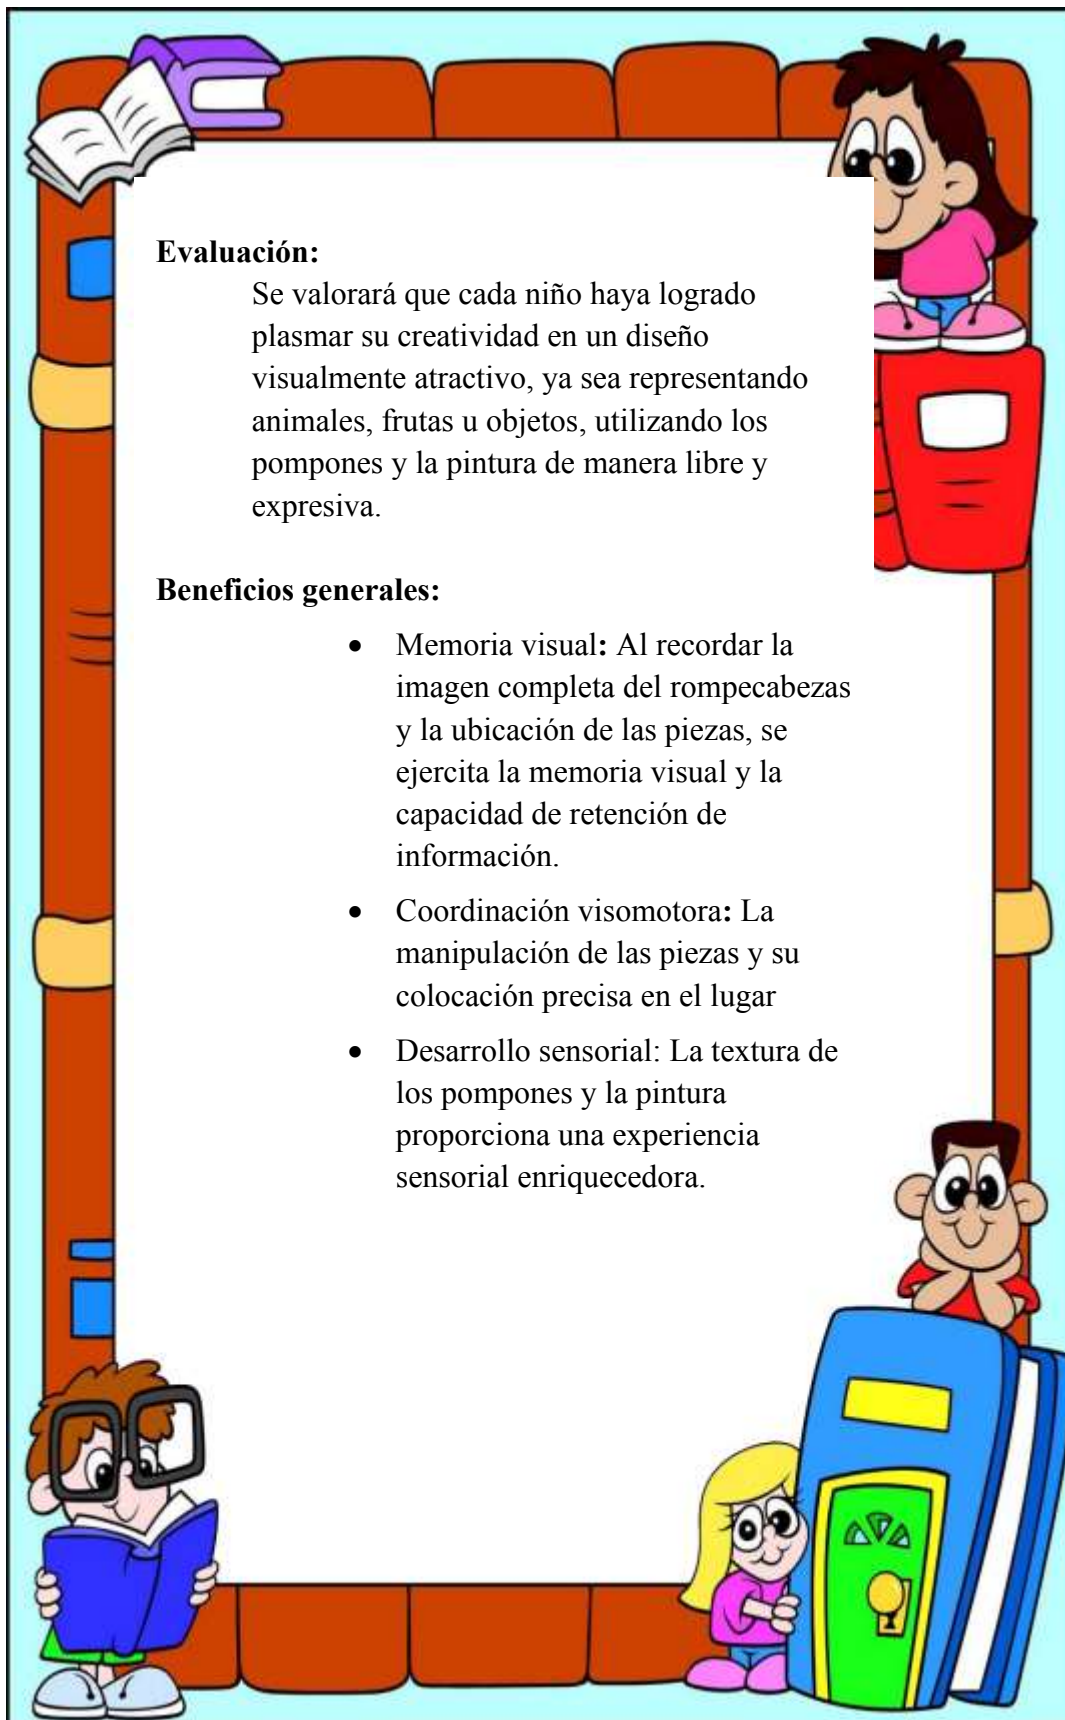 Evaluación:
Se valorará que cada niño haya logrado
plasmar su creatividad en un diseño
visualmente atractivo, ya sea representando
animales, frutas u objetos, utilizando los
pompones y la pintura de manera libre y
expresiva.
Beneficios generales:
• Memoria visual: Al recordar la
imagen completa del rompecabezas
y la ubicación de las piezas, se
ejercita la memoria visual y la
capacidad de retención de
información.
• Coordinación visomotora: La
manipulación de las piezas y su
colocación precisa en el lugar
• Desarrollo sensorial: La textura de
los pompones y la pintura
proporciona una experiencia
sensorial enriquecedora.